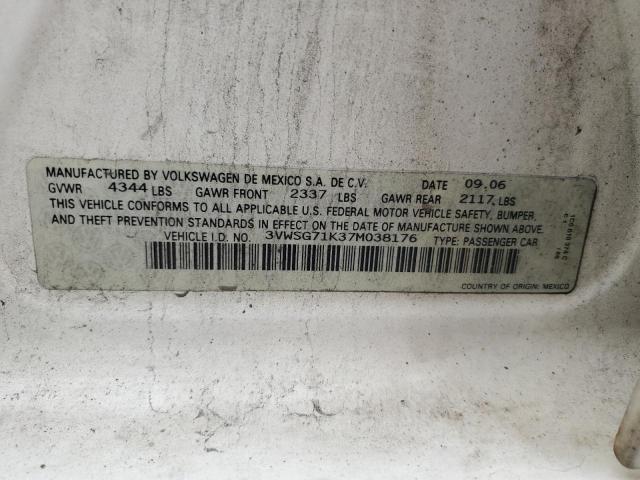 MANUFACTURED BY VOLKSWAGEN DE MEXICO S.A. DE C.V. DATE 09.06
GVWR 4344 LBS GAWR FRONT 2337 LBS GAWR REAR 2117 LBS
THIS VEHICLE CONFORMS TO ALL APPLICABLE U.S. FEDERAL MOTOR VEHICLE SAFETY, BUMPER,
AND THEFT PREVENTION STANDARDS IN EFFECT ON THE DATE OF MANUFACTURE SHOWN ABOVE.
VEHICLE I.D. NO. 3VWSG71K37M038176 TYPE: PASSENGER CAR
COUNTRY OF ORIGIN: MEXICO